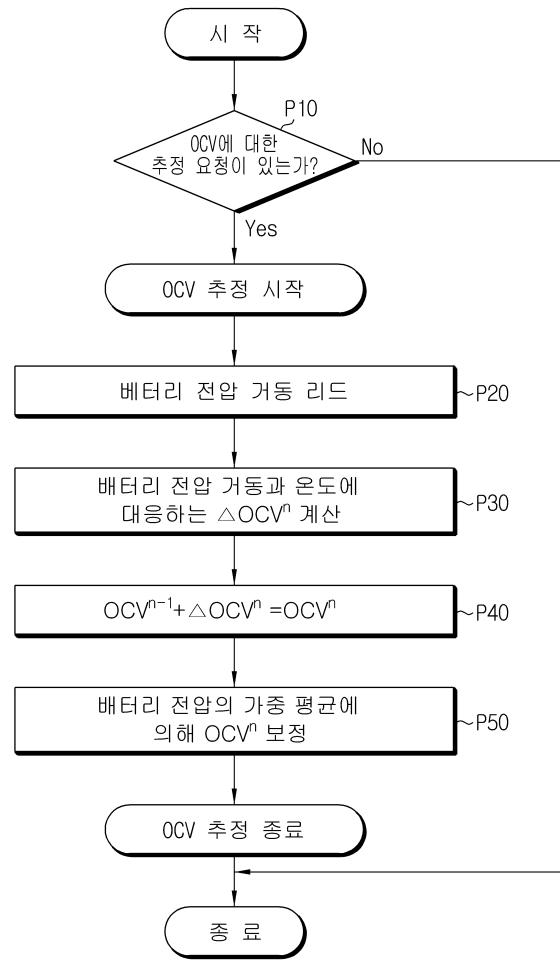 시 작
P10
OCV에 대한
추정 요청이 있는가?
No
Yes
OCV 추정 시작
베터리 전압 거동 리드
P20
배터리 전압 거동과 온도에
대응하는 △OCVⁿ 계산
P30
OCVⁿ⁻¹+△OCVⁿ =OCVⁿ
P40
배터리 전압의 가중 평균에
의해 OCVⁿ 보정
P50
OCV 추정 종료
종 료